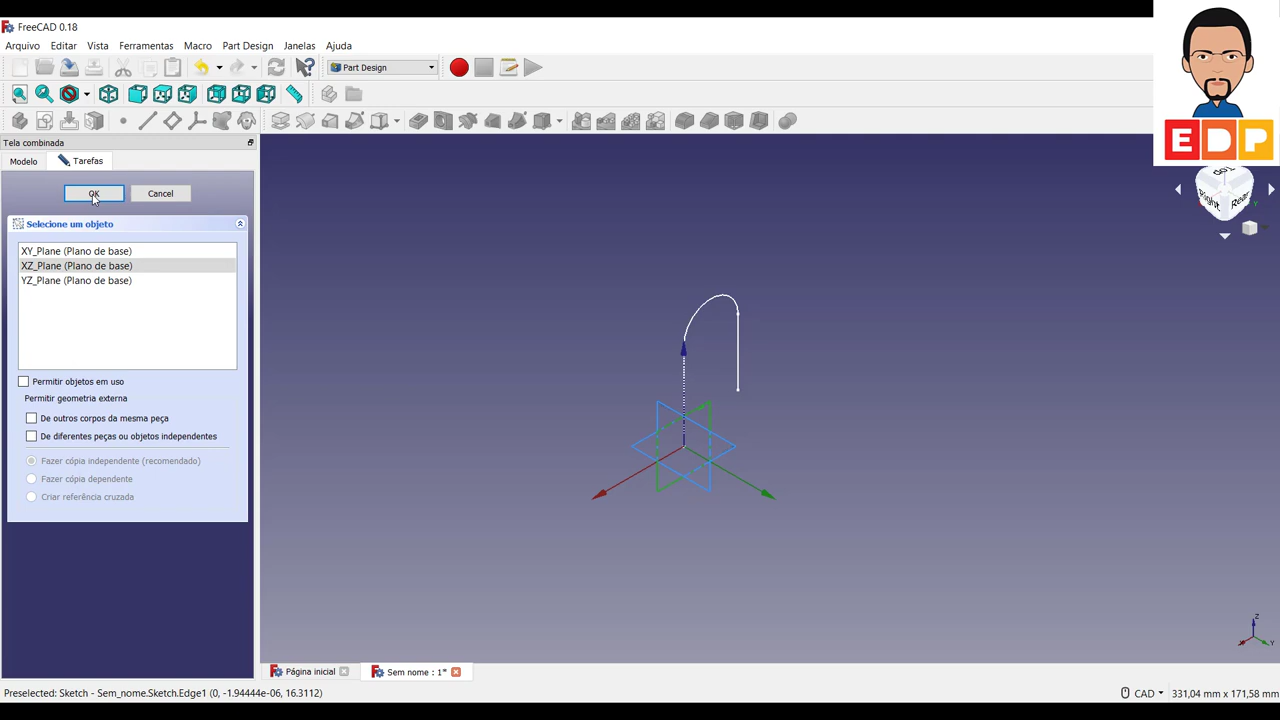 FreeCAD 0.18
Arquivo Editar Vista Ferramentas Macro Part Design Janelas Ajuda
Part Design
Tela combinada
Modelo Tarefas
OK Cancel
Selecione um objeto
XY_Plane (Plano de base)
XZ_Plane (Plano de base)
YZ_Plane (Plano de base)
Permitir objetos em uso
Permitir geometria externa
De outros corpos da mesma peça
De diferentes peças ou objetos independentes
Fazer cópia independente (recomendado)
Fazer cópia dependente
Criar referência cruzada
EDP
Top
Right Rear
Y
Z
X Y
Página inicial Sem nome : 1*
Preselected: Sketch - Sem_nome.Sketch.Edge1 (0, -1.94444e-06, 16.3112)
CAD 331,04 mm x 171,58 mm